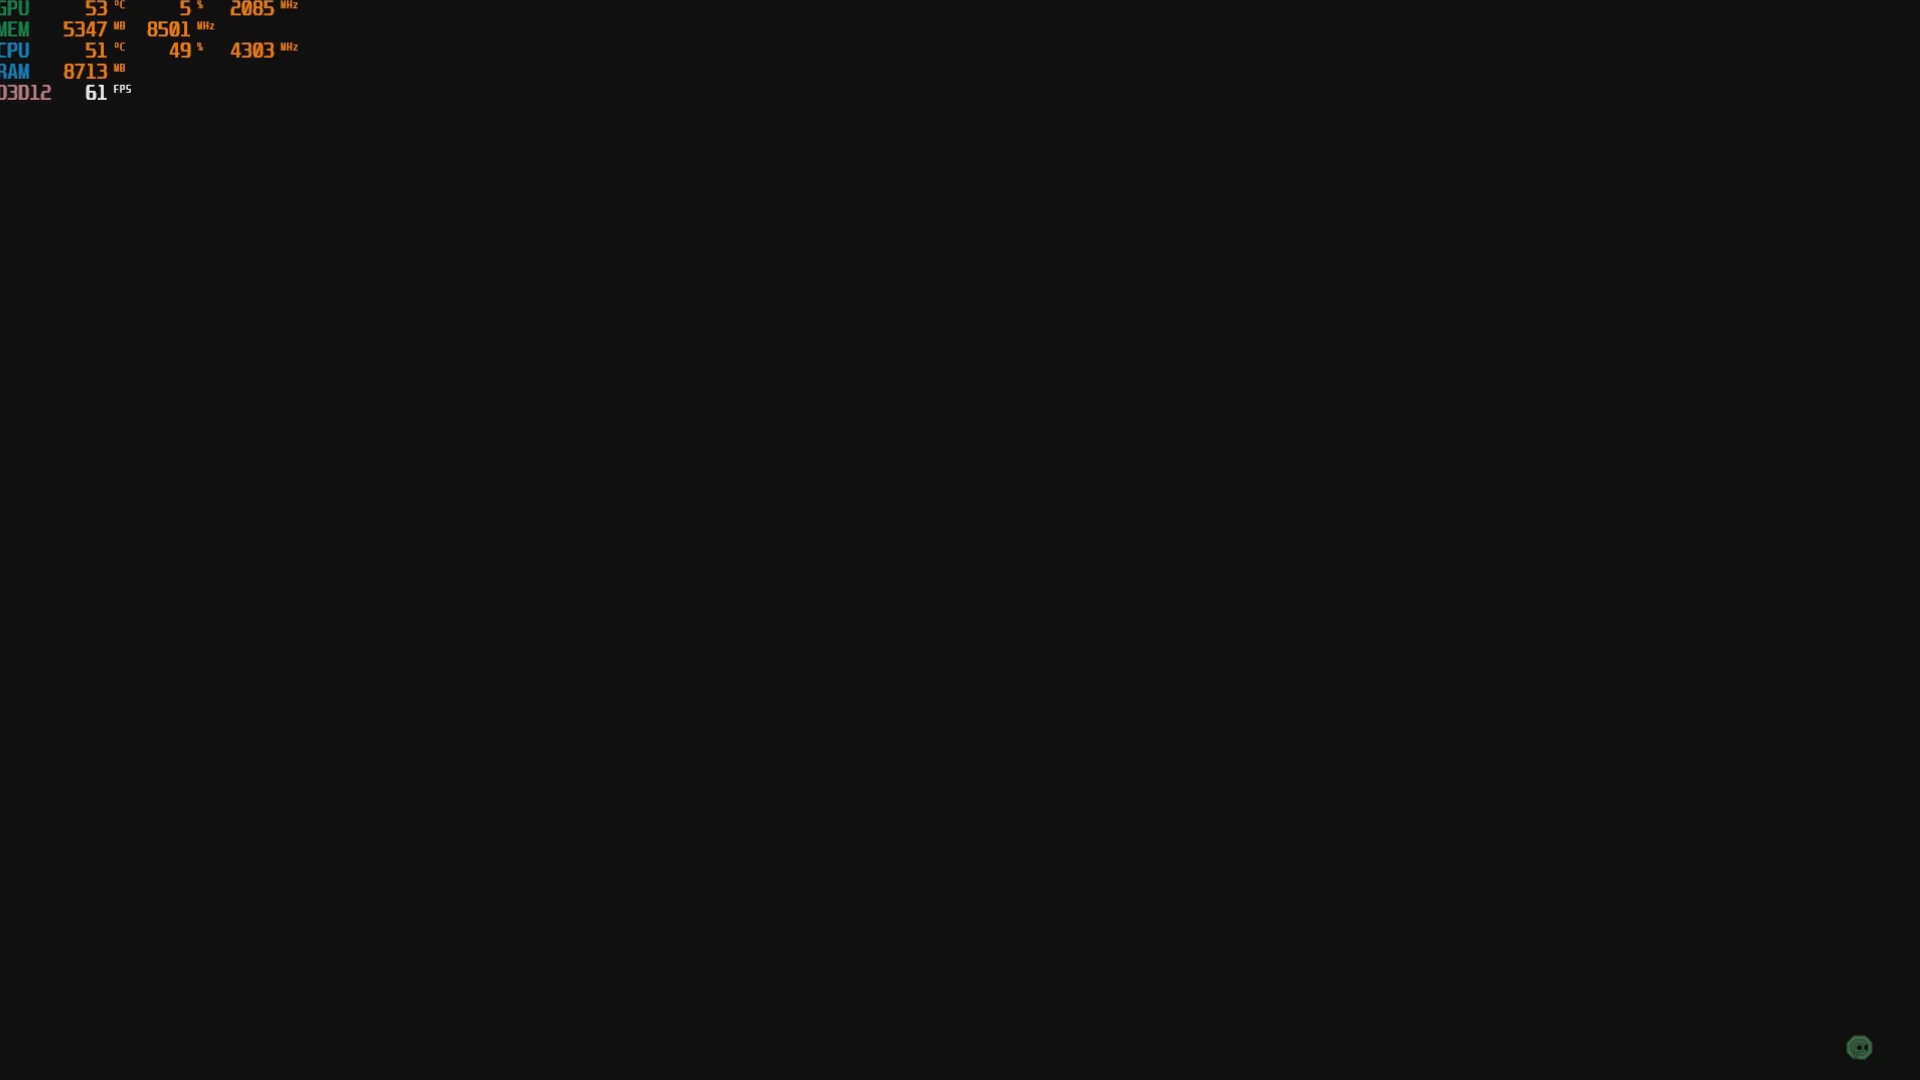 GPU 53 °C 5 % 2085 MHz
MEM 5347 MB 8501 MHz
CPU 51 °C 49 % 4303 MHz
RAM 8713 MB
D3D12 61 FPS